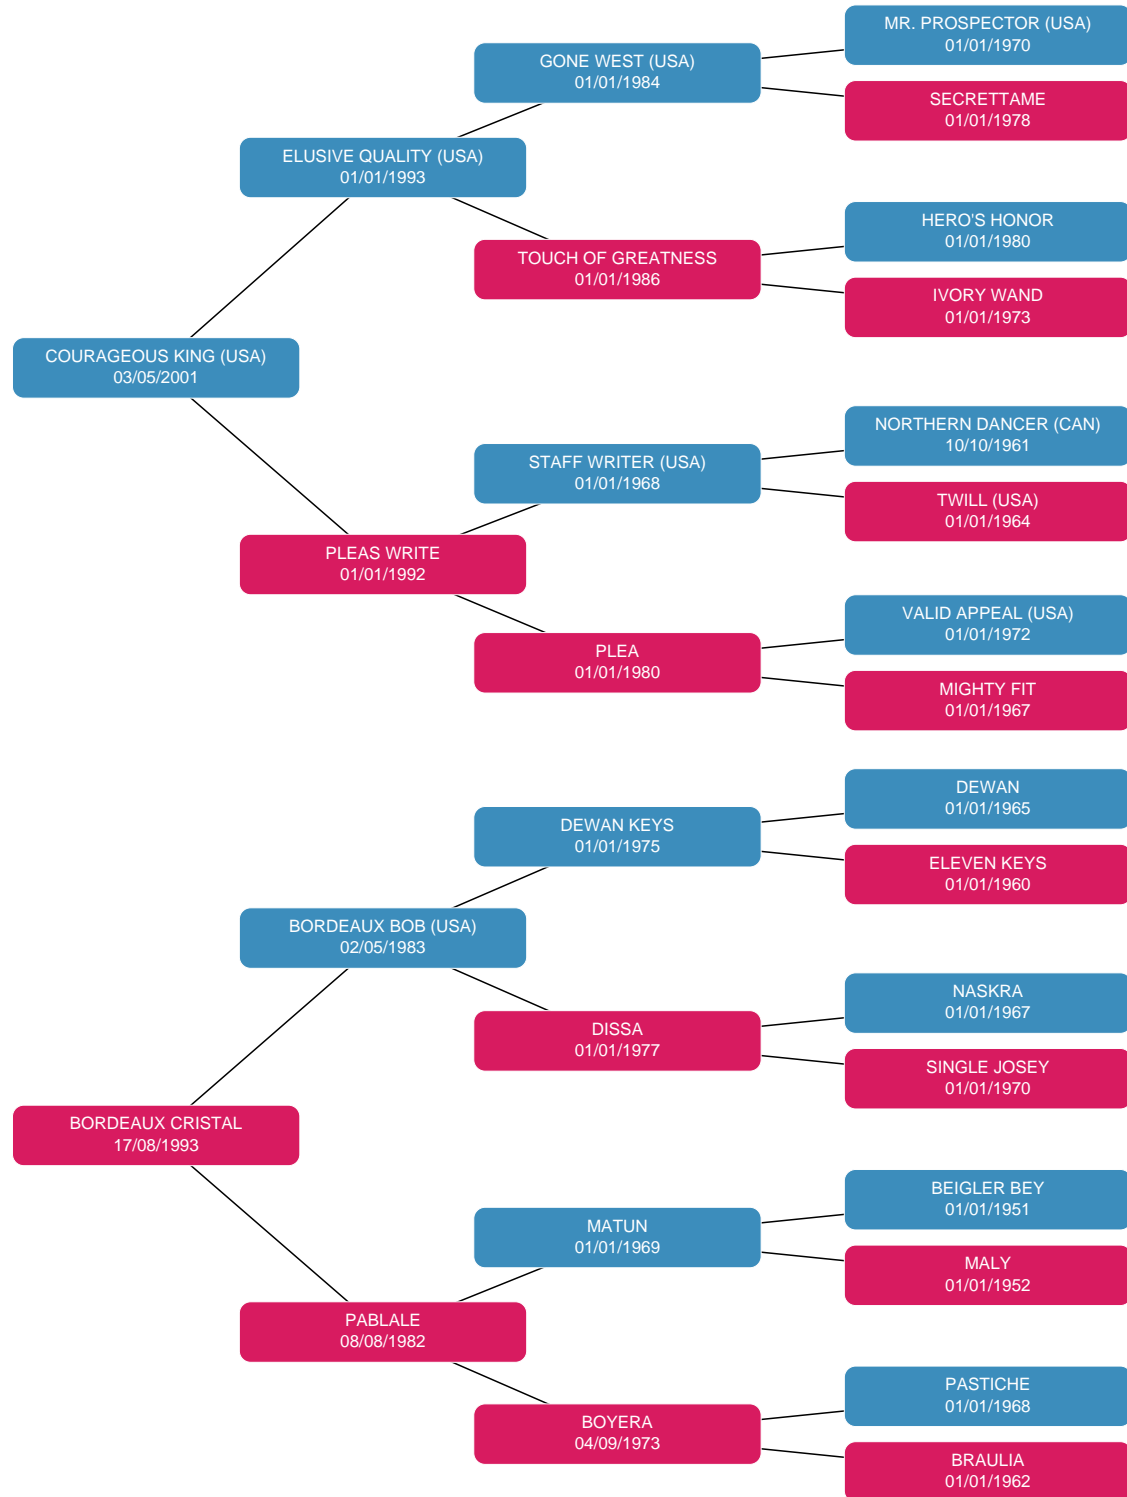 MR. PROSPECTOR (USA)
01/01/1970
GONE WEST (USA)
01/01/1984
SECRETTAME
01/01/1978
ELUSIVE QUALITY (USA)
01/01/1993
HERO'S HONOR
01/01/1980
TOUCH OF GREATNESS
01/01/1986
IVORY WAND
01/01/1973
COURAGEOUS KING (USA)
03/05/2001
NORTHERN DANCER (CAN)
10/10/1961
STAFF WRITER (USA)
01/01/1968
TWILL (USA)
01/01/1964
PLEAS WRITE
01/01/1992
VALID APPEAL (USA)
01/01/1972
PLEA
01/01/1980
MIGHTY FIT
01/01/1967
DEWAN
01/01/1965
DEWAN KEYS
01/01/1975
ELEVEN KEYS
01/01/1960
BORDEAUX BOB (USA)
02/05/1983
NASKRA
01/01/1967
DISSA
01/01/1977
SINGLE JOSEY
01/01/1970
BORDEAUX CRISTAL
17/08/1993
BEIGLER BEY
01/01/1951
MATUN
01/01/1969
MALY
01/01/1952
PABLALE
08/08/1982
PASTICHE
01/01/1968
BOYERA
04/09/1973
BRAULIA
01/01/1962